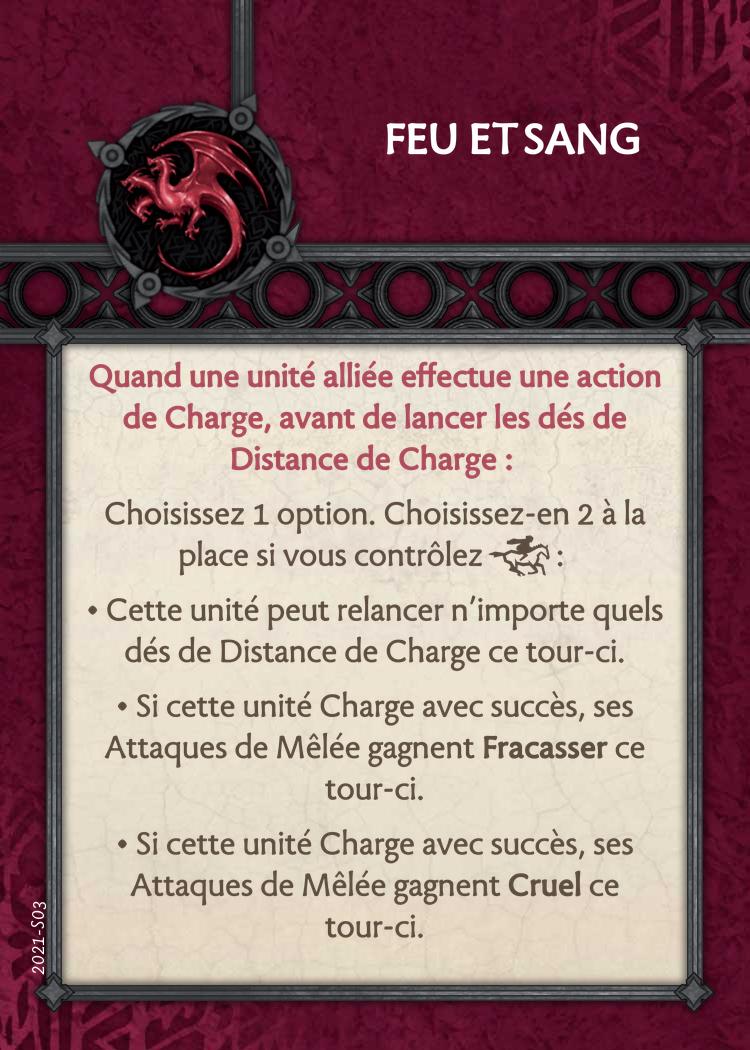 FEU ET SANG
Quand une unité alliée effectue une action
de Charge, avant de lancer les dés de
Distance de Charge :
Choisissez 1 option. Choisissez-en 2 à la
place si vous contrôlez :
• Cette unité peut relancer n'importe quels
dés de Distance de Charge ce tour-ci.
• Si cette unité Charge avec succès, ses
Attaques de Mêlée gagnent Fracasser ce
tour-ci.
• Si cette unité Charge avec succès, ses
Attaques de Mêlée gagnent Cruel ce
tour-ci.
2021-S03